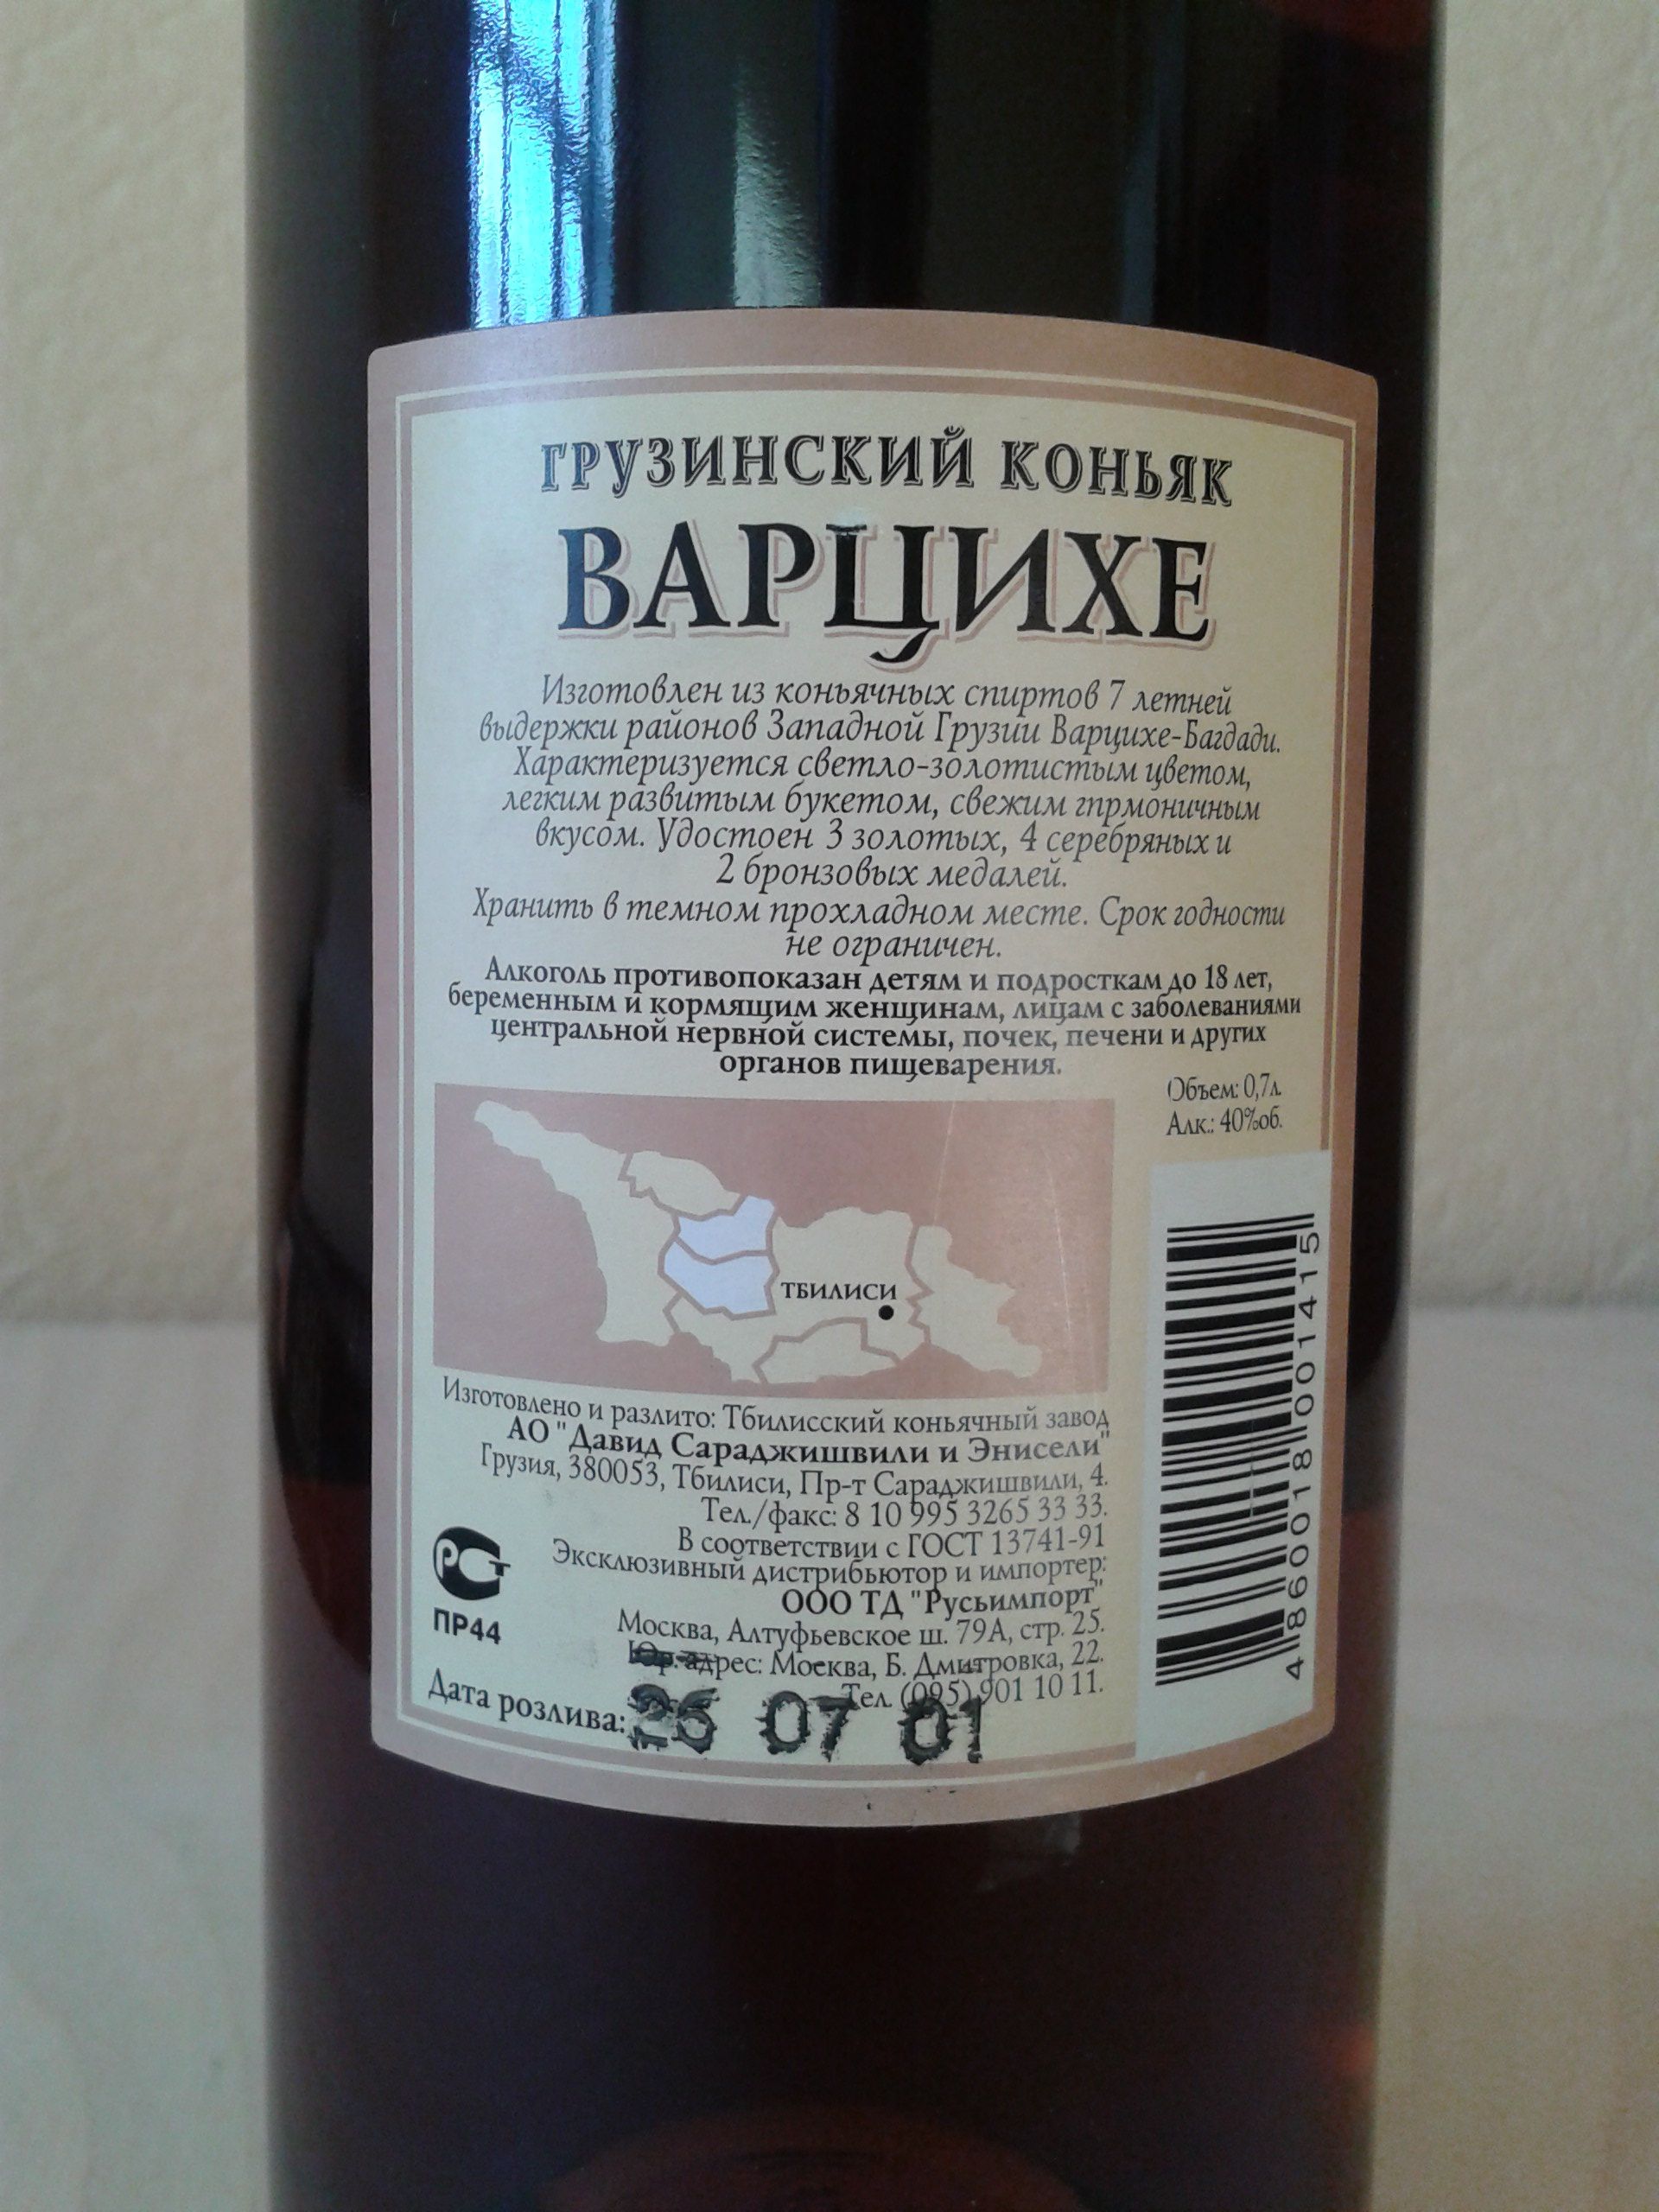 ГРУЗИНСКИЙ КОНЬЯК
ВАРЦИХЕ
Изготовлен из коньячных спиртов 7 летней
выдержки районов Западной Грузии Варцихе-Багдади.
Характеризуется светло-золотистым цветом,
легким развитым букетом, свежим гпрмоничным
вкусом. Удостоен 3 золотых, 4 серебряных и
2 бронзовых медалей.
Хранить в темном прохладном месте. Срок годности
не ограничен.
Алкоголь противопоказан детям и подросткам до 18 лет,
беременным и кормящим женщинам, лицам с заболеваниями
центральной нервной системы, почек, печени и других
органов пищеварения.
Объем: 0,7л.
Алк.: 40%об.
ТБИЛИСИ
4 860018 001415
Изготовлено и разлито: Тбилисский коньячный завод
АО "Давид Сараджишвили и Энисели"
Грузия, 380053, Тбилиси, Пр-т Сараджишвили, 4.
Тел./факс: 8 10 995 3265 33 33.
В соответствии с ГОСТ 13741-91
Эксклюзивный дистрибьютор и импортер:
ООО ТД "Русьимпорт"
Москва, Алтуфьевское ш. 79А, стр. 25.
Юр. адрес: Москва, Б. Дмитровка, 22.
Тел. (095) 901 10 11.
РСТ
ПР44
Дата розлива: 26 07 01